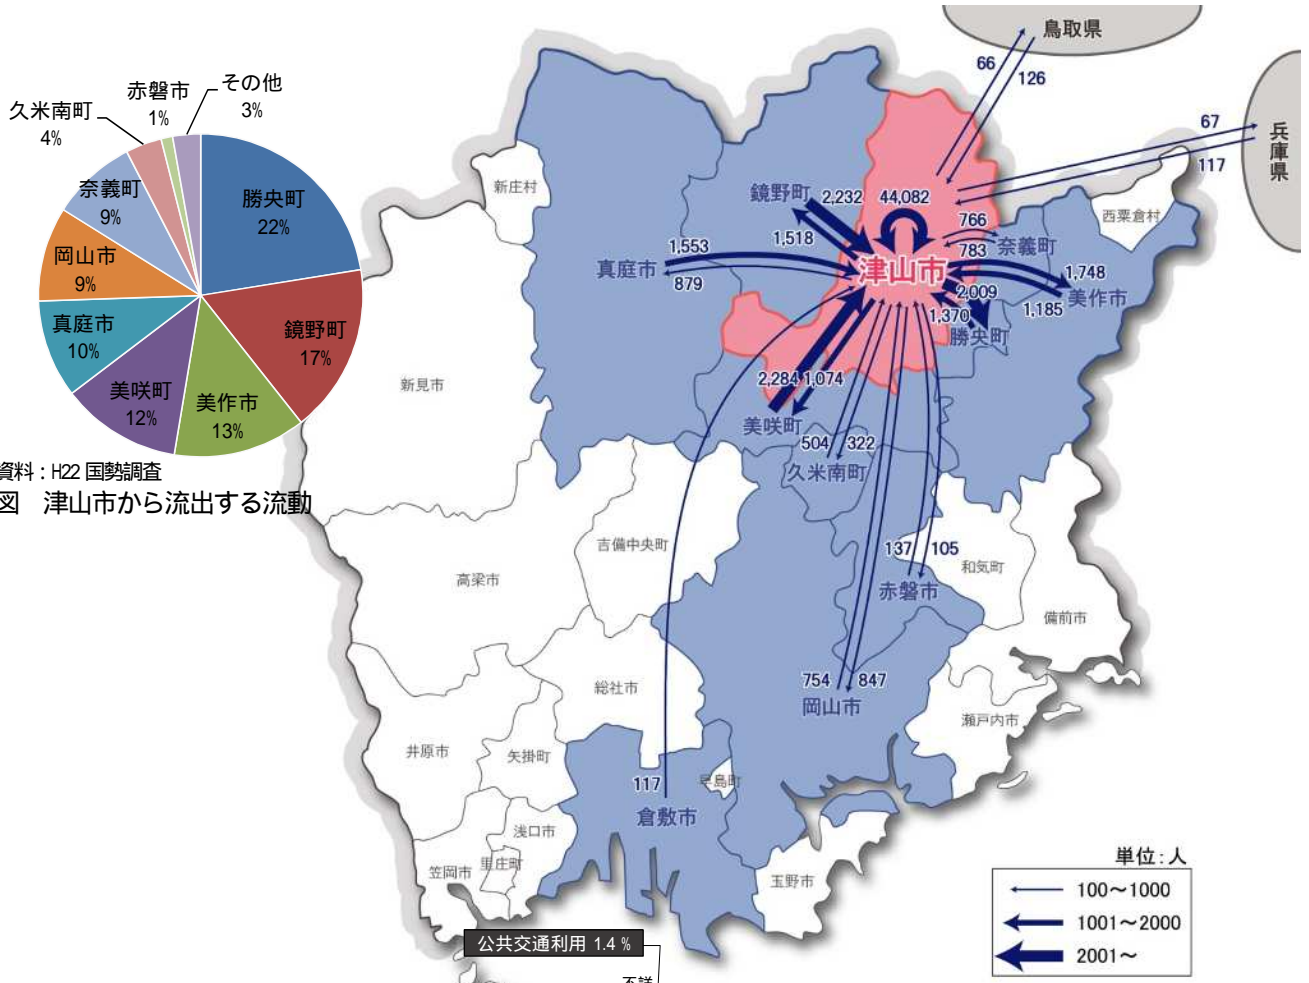 鳥取県
66
126
67
117
兵庫県
その他
3%
赤磐市
1%
久米南町
4%
奈義町
9%
勝央町
22%
岡山市
9%
真庭市
10%
鏡野町
17%
美咲町
12%
美作市
13%
資料：H22 国勢調査
図　津山市から流出する流動
新庄村
鏡野町
2,232
44,082
1,518
766
783
奈義町
西粟倉村
真庭市
1,553
879
津山市
1,748
美作市
1,185
2,009
1,370
勝央町
新見市
2,284
1,074
美咲町
504
322
久米南町
吉備中央町
高梁市
137
105
赤磐市
和気町
備前市
総社市
754
847
岡山市
瀬戸内市
井原市
矢掛町
早島町
117
倉敷市
浅口市
里庄町
笠岡市
玉野市
単位：人
100～1000
1001～2000
2001～
公共交通利用 1.4 %
不詳